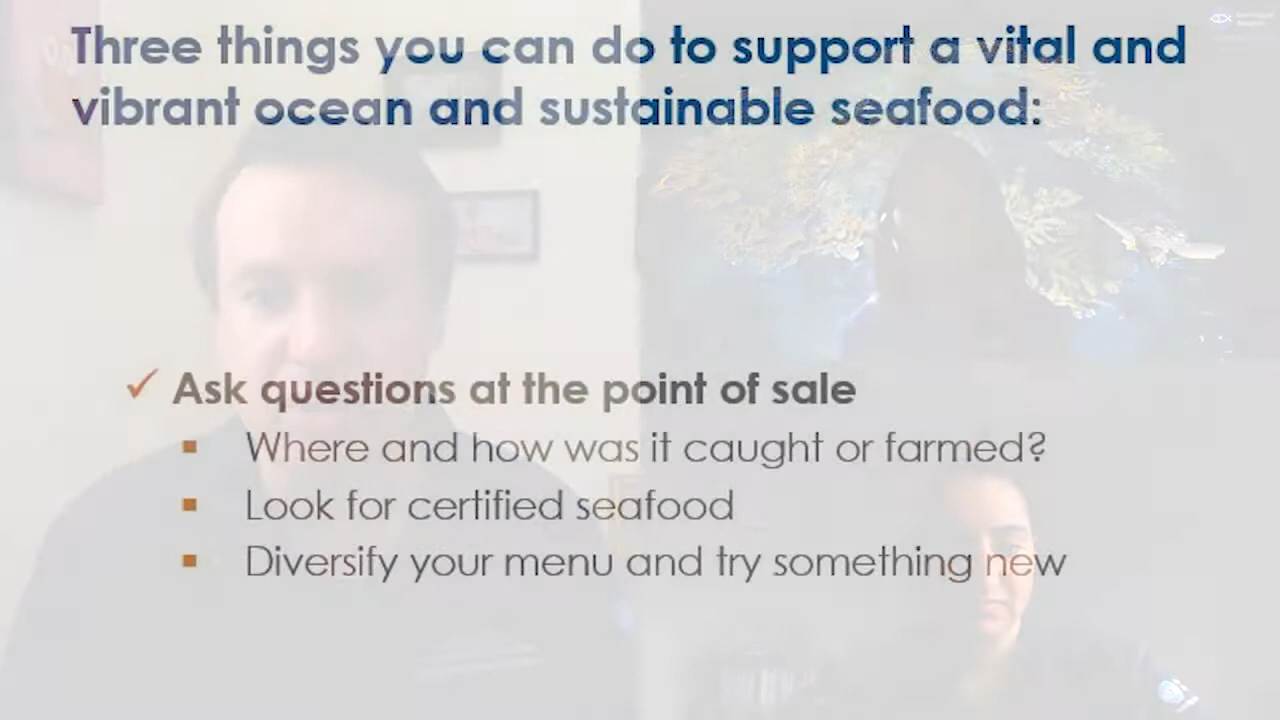 Three things you can do to support a vital and
vibrant ocean and sustainable seafood:
✓ Ask questions at the point of sale
▪ Where and how was it caught or farmed?
▪ Look for certified seafood
▪ Diversify your menu and try something new